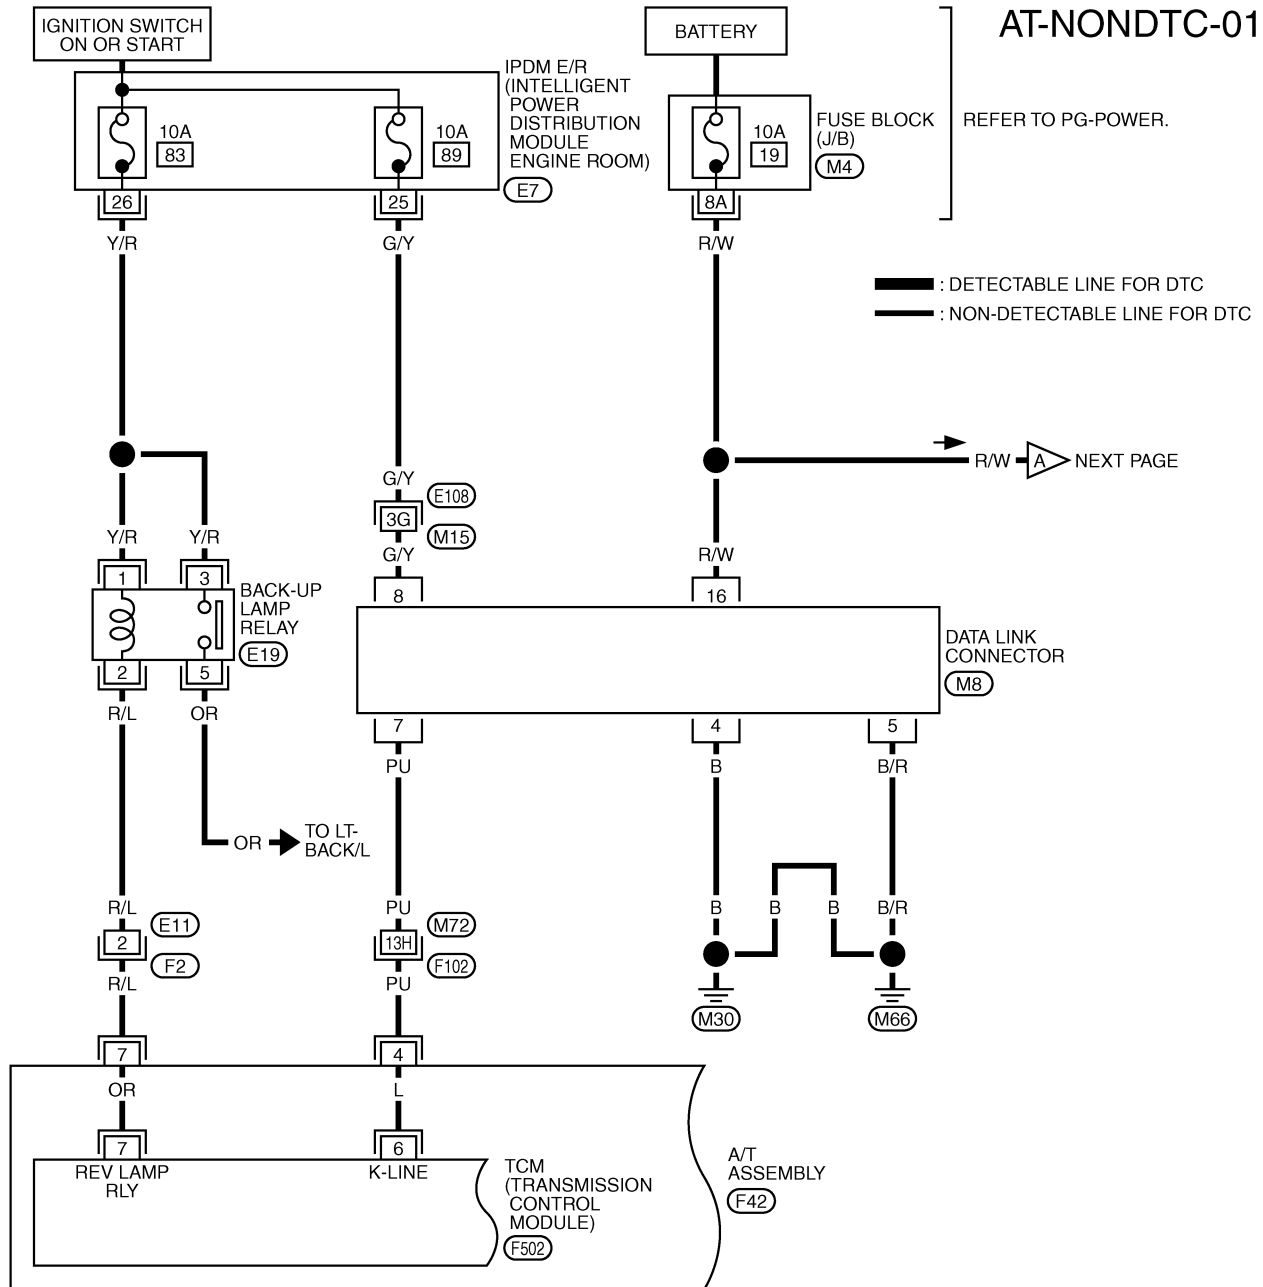 AT-NONDTC-01
IGNITION SWITCH
ON OR START
BATTERY
IPDM E/R
(INTELLIGENT
POWER
DISTRIBUTION
MODULE
ENGINE ROOM)
E7
10A
83
10A
89
10A
19
FUSE BLOCK
(J/B)
M4
REFER TO PG-POWER.
26
25
8A
Y/R
G/Y
R/W
: DETECTABLE LINE FOR DTC
: NON-DETECTABLE LINE FOR DTC
R/W
A
NEXT PAGE
G/Y
E108
3G
M15
G/Y
Y/R
Y/R
R/W
1
3
8
16
BACK-UP
LAMP
RELAY
E19
DATA LINK
CONNECTOR
M8
2
5
7
4
5
R/L
OR
PU
B
B/R
OR
TO LT-
BACK/L
R/L
E11
2
F2
R/L
PU
M72
13H
F102
PU
B
B
B
B/R
M30
M66
7
4
OR
L
7
6
REV LAMP
RLY
K-LINE
TCM
(TRANSMISSION
CONTROL
MODULE)
F502
A/T
ASSEMBLY
F42